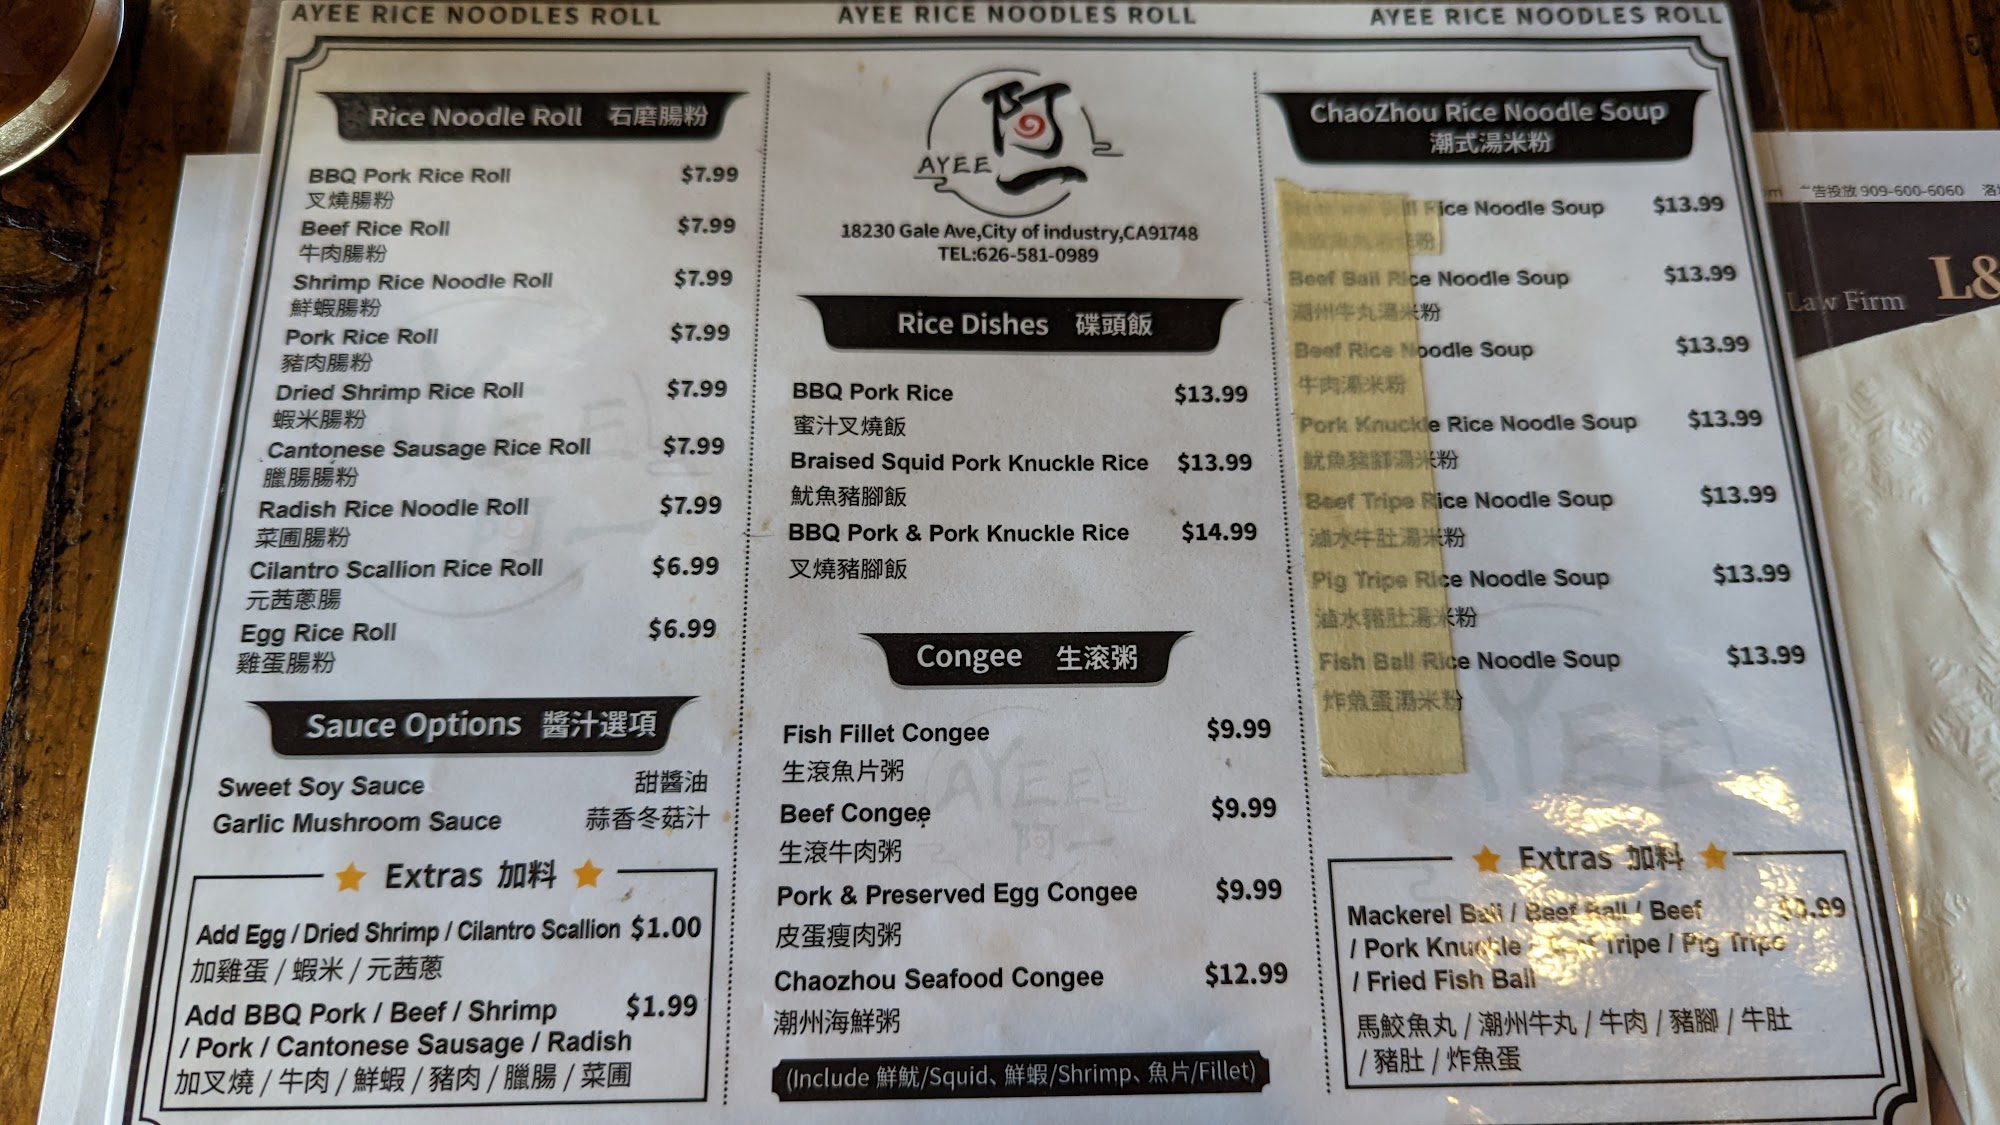 AYEE RICE NOODLES ROLL
AYEE RICE NOODLES ROLL
AYEE RICE NOODLES ROLL
Rice Noodle Roll 石磨腸粉
BBQ Pork Rice Roll $7.99
叉燒腸粉
Beef Rice Roll $7.99
牛肉腸粉
Shrimp Rice Noodle Roll $7.99
鮮蝦腸粉
Pork Rice Roll $7.99
豬肉腸粉
Dried Shrimp Rice Roll $7.99
蝦米腸粉
Cantonese Sausage Rice Roll $7.99
臘腸腸粉
Radish Rice Noodle Roll $7.99
菜圃腸粉
Cilantro Scallion Rice Roll $6.99
元茜蔥腸
Egg Rice Roll $6.99
雞蛋腸粉
Sauce Options 醬汁選項
Sweet Soy Sauce 甜醬油
Garlic Mushroom Sauce 蒜香冬菇汁
Extras 加料
Add Egg / Dried Shrimp / Cilantro Scallion $1.00
加雞蛋 / 蝦米 / 元茜蔥
Add BBQ Pork / Beef / Shrimp $1.99
/ Pork / Cantonese Sausage / Radish
加叉燒 / 牛肉 / 鮮蝦 / 豬肉 / 臘腸 / 菜圃
阿一
AYEE
18230 Gale Ave,City of industry,CA91748
TEL:626-581-0989
Rice Dishes 碟頭飯
BBQ Pork Rice $13.99
蜜汁叉燒飯
Braised Squid Pork Knuckle Rice $13.99
魷魚豬腳飯
BBQ Pork & Pork Knuckle Rice $14.99
叉燒豬腳飯
Congee 生滚粥
Fish Fillet Congee $9.99
生滾魚片粥
Beef Congee $9.99
生滾牛肉粥
Pork & Preserved Egg Congee $9.99
皮蛋瘦肉粥
Chaozhou Seafood Congee $12.99
潮州海鮮粥
(Include 鮮魷/Squid、鮮蝦/Shrimp、魚片/Fillet)
ChaoZhou Rice Noodle Soup
潮式湯米粉
Rice Noodle Soup $13.99
Beef Ball Rice Noodle Soup $13.99
潮州牛丸湯米粉
Beef Rice Noodle Soup $13.99
牛肉湯米粉
Pork Knuckle Rice Noodle Soup $13.99
魷魚豬腳湯米粉
Beef Tripe Rice Noodle Soup $13.99
滷水牛肚湯米粉
Pig Tripe Rice Noodle Soup $13.99
滷水豬肚湯米粉
Fish Ball Rice Noodle Soup $13.99
炸魚蛋湯米粉
Extras 加料
Mackerel Ball / Beef Ball / Beef
/ Pork Knuckle / Beef Tripe / Pig Tripe
/ Fried Fish Ball
馬鮫魚丸 / 潮州牛丸 / 牛肉 / 豬腳 / 牛肚
/ 豬肚 / 炸魚蛋
广告投放 909-600-6060
L&
Law Firm